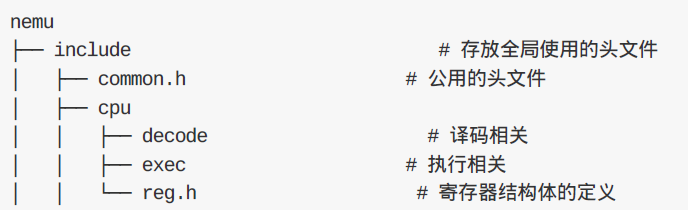 nemu
├── include                            # 存放全局使用的头文件
│   ├── common.h                    # 公用的头文件
│   ├── cpu
│   │   ├── decode                    # 译码相关
│   │   ├── exec                    # 执行相关
│   │   └── reg.h                    # 寄存器结构体的定义